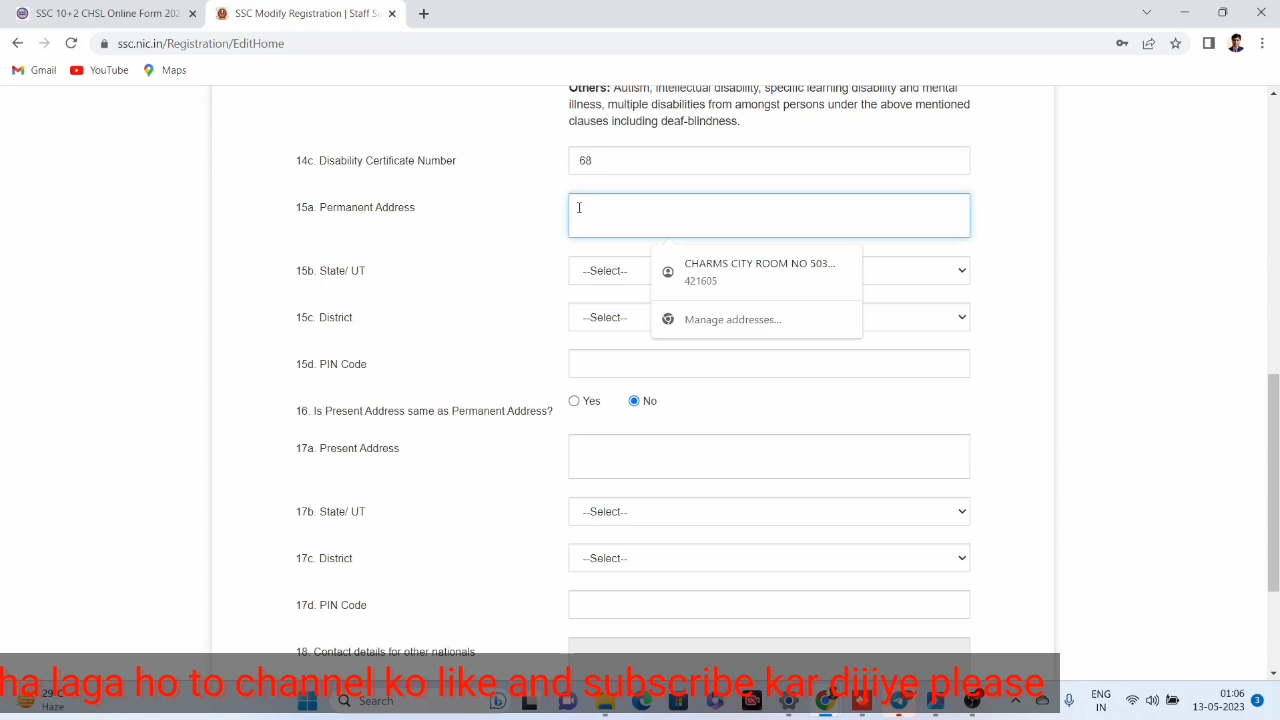 SSC 10+2 CHSL Online Form 202
SSC Modify Registration | Staff S
ssc.nic.in/Registration/EditHome
Gmail
YouTube
Maps
Others: Autism, intellectual disability, specific learning disability and mental
illness, multiple disabilities from amongst persons under the above mentioned
clauses including deaf-blindness.
14c. Disability Certificate Number
68
15a. Permanent Address
CHARMS CITY ROOM NO 503...
421605
Manage addresses...
15b. State/ UT
--Select--
15c. District
--Select--
15d. PIN Code
16. Is Present Address same as Permanent Address?
Yes
No
17a. Present Address
17b. State/ UT
--Select--
17c. District
--Select--
17d. PIN Code
18. Contact details for other nationals
ha laga ho to channel ko like and subscribe kar dijiye please
29°C
Haze
Search
ENG
IN
01:06
13-05-2023
3